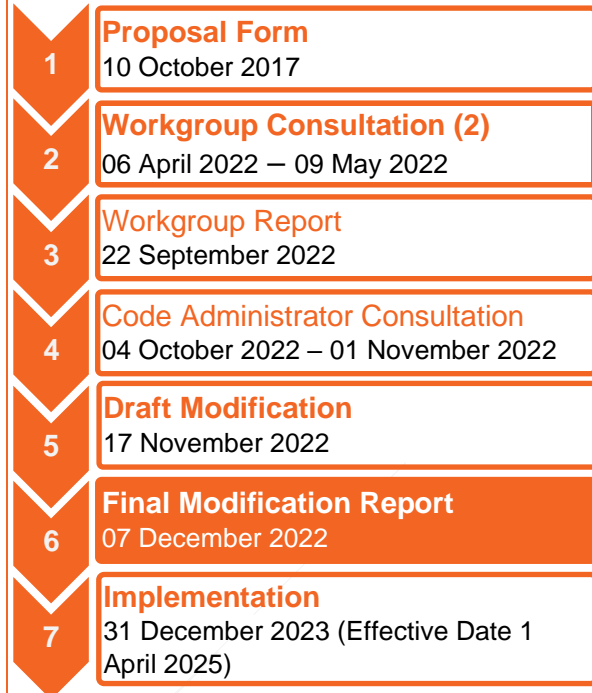 1
Proposal Form
10 October 2017
2
Workgroup Consultation (2)
06 April 2022 – 09 May 2022
3
Workgroup Report
22 September 2022
4
Code Administrator Consultation
04 October 2022 – 01 November 2022
5
Draft Modification
17 November 2022
6
Final Modification Report
07 December 2022
7
Implementation
31 December 2023 (Effective Date 1
April 2025)